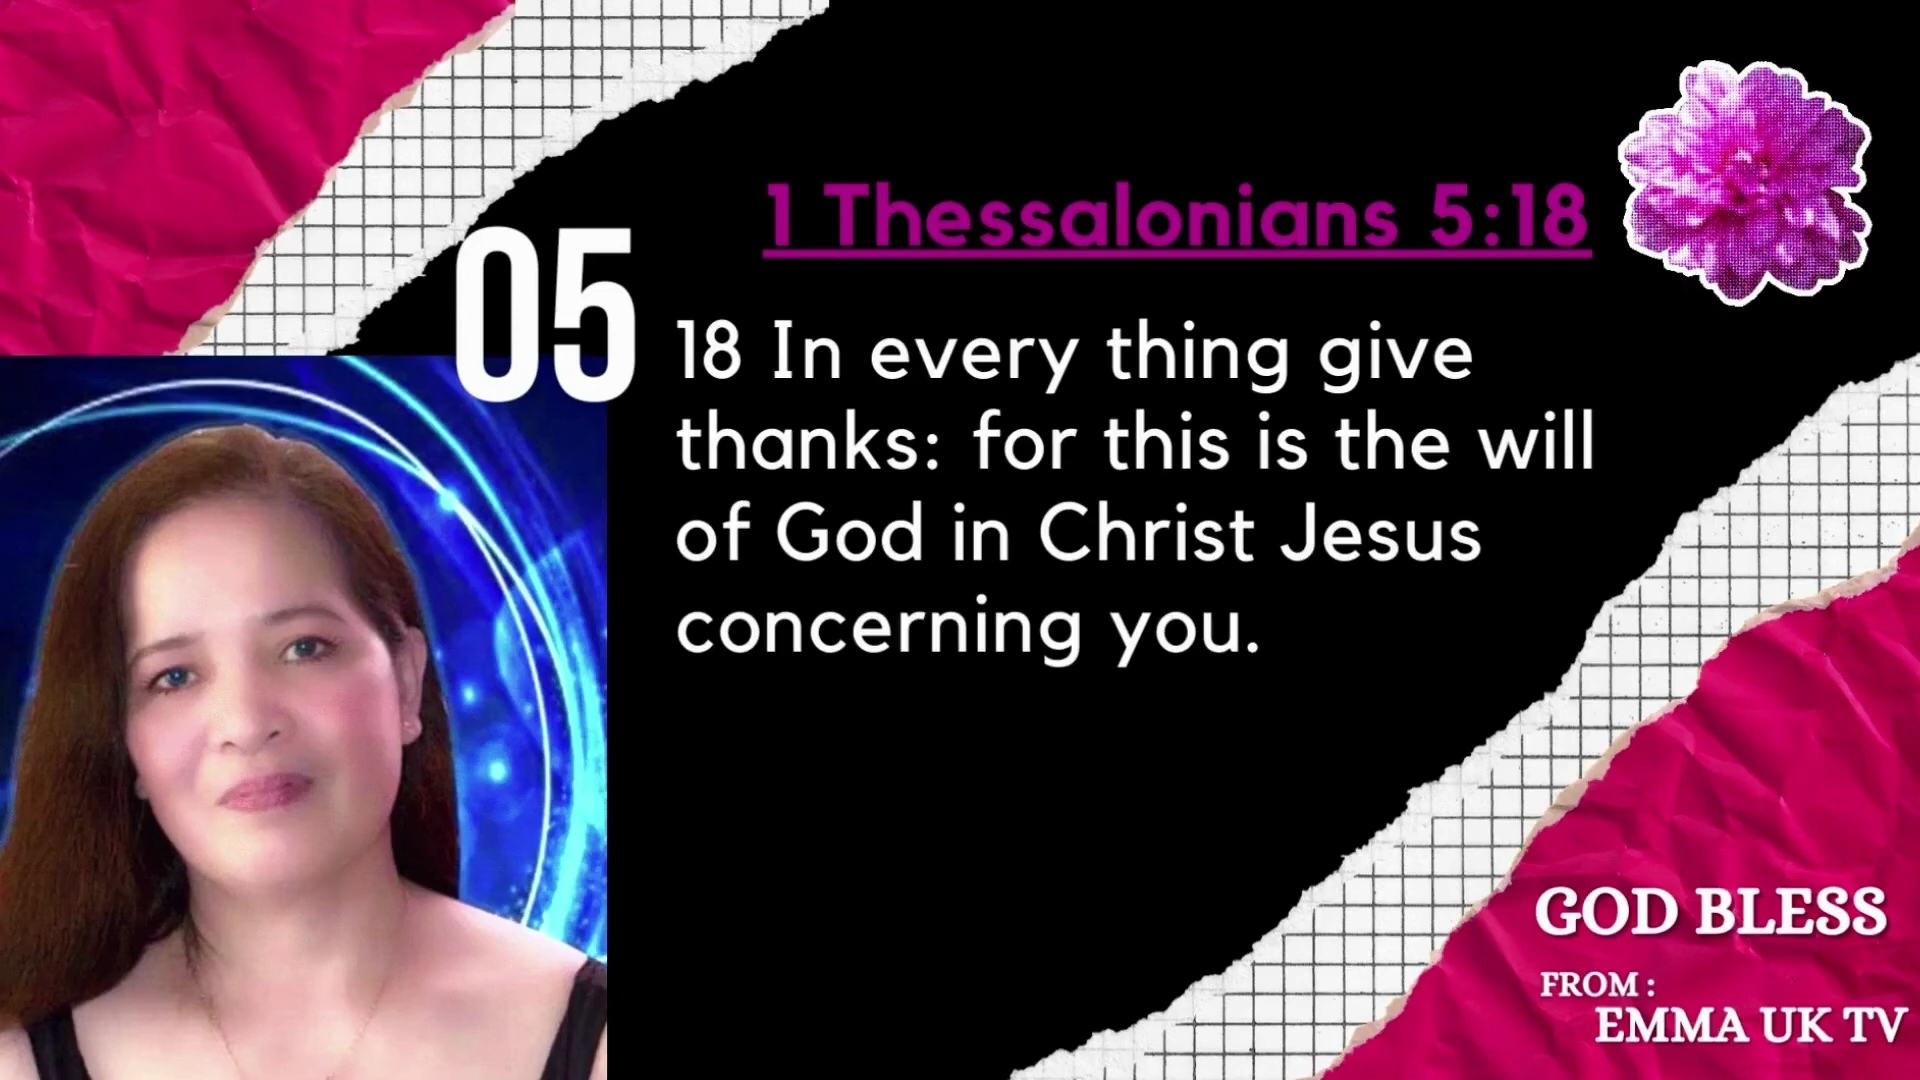 05
1 Thessalonians 5:18
18 In every thing give
thanks: for this is the will
of God in Christ Jesus
concerning you.
GOD BLESS
FROM :
EMMA UK TV